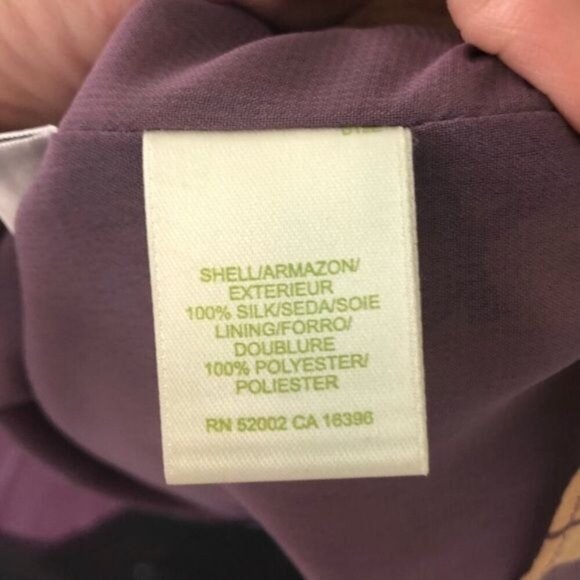 SHELL/ARMAZON/
EXTERIEUR
100% SILK/SEDA/SOIE
LINING/FORRO/
DOUBLURE
100% POLYESTER/
POLIESTER
RN 52002 CA 16396